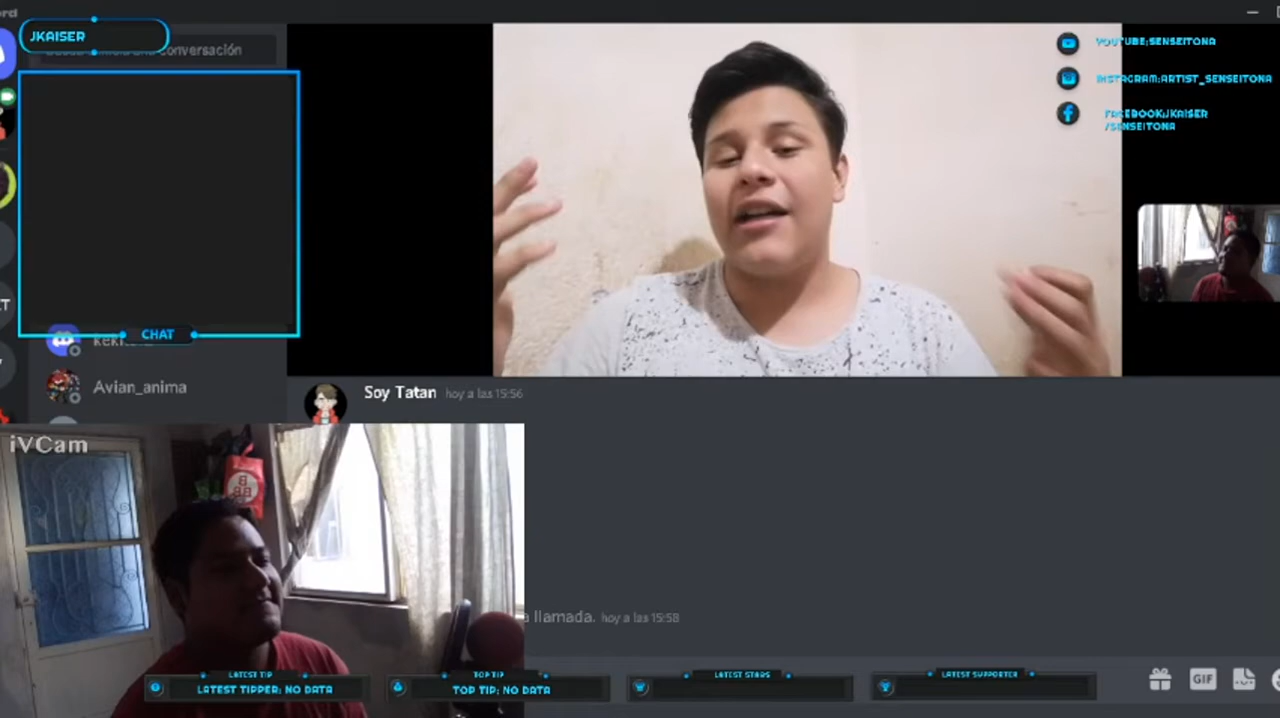 ord
JKAISER
conversación
YOUTUBE:SENSEITONA
INSTAGRAM:ARTIST_SENSEITONA
FACEBOOK:JKAISER
/SENSEITONA
CHAT
Avian_anima
Soy Tatan hoy a las 15:56
iVCam
llamada. hoy a las 15:58
LATEST TIP
LATEST TIPPER: NO DATA
TOP TIP
TOP TIP: NO DATA
LATEST STARS
LATEST SUPPORTER
GIF